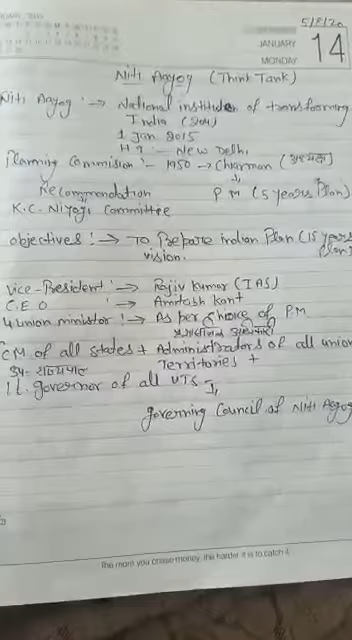 5/8/20
JANUARY
14
MONDAY
Niti Aayog (Think Tank)
Niti Aayog :→ National institution of transforming
India
1 Jan 2015
H.Q :- New Delhi
Planning Commision :- 1950 → Chairman (अध्यक्ष)
↓
Recommendation P M (5 years Plan)
K.C. Niyogi Committee
objectives :→ To Prepare indian Plan (15 years
vision. Plan)
Vice-President :→ Rajiv Kumar (IAS)
C.E.O :→ Amitabh Kant
4 union minister :→ As per choice of P.M.
प्रशासनिक अधिकारी
CM of all states + Administrators of all union
उप-राज्यपाल Territories +
Lt. governor of all UTS
governing Council of Niti Aayog
The more you chase money, the harder it is to catch it.